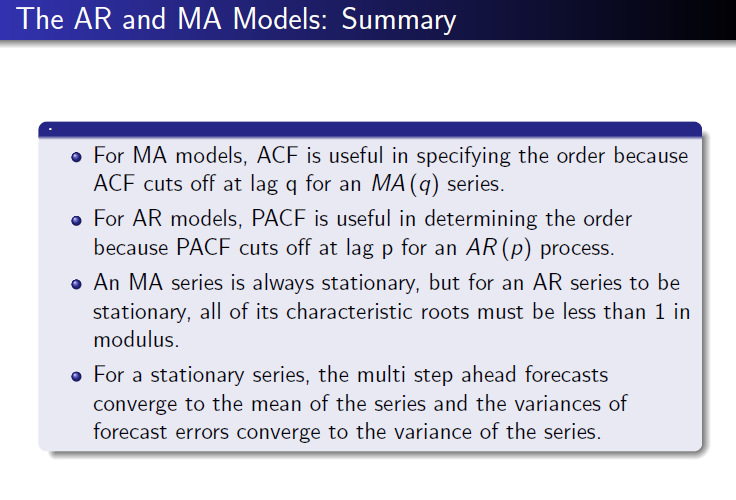 The AR and MA Models: Summary
.
• For MA models, ACF is useful in specifying the order because
ACF cuts off at lag q for an MA(q) series.
• For AR models, PACF is useful in determining the order
because PACF cuts off at lag p for an AR(p) process.
• An MA series is always stationary, but for an AR series to be
stationary, all of its characteristic roots must be less than 1 in
modulus.
• For a stationary series, the multi step ahead forecasts
converge to the mean of the series and the variances of
forecast errors converge to the variance of the series.